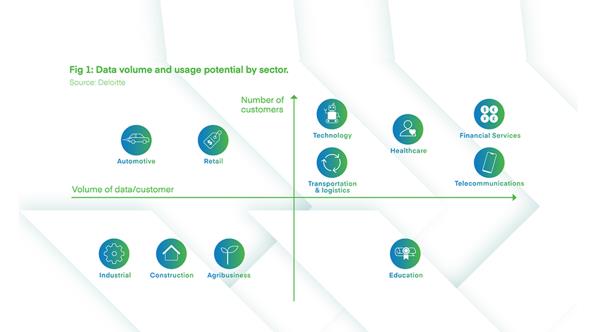 Fig 1: Data volume and usage potential by sector.
Source: Deloitte
Number of
customers
Technology
Financial Services
Healthcare
Automotive
Retail
Transportation
& logistics
Telecommunications
Volume of data/customer
Industrial
Construction
Agribusiness
Education